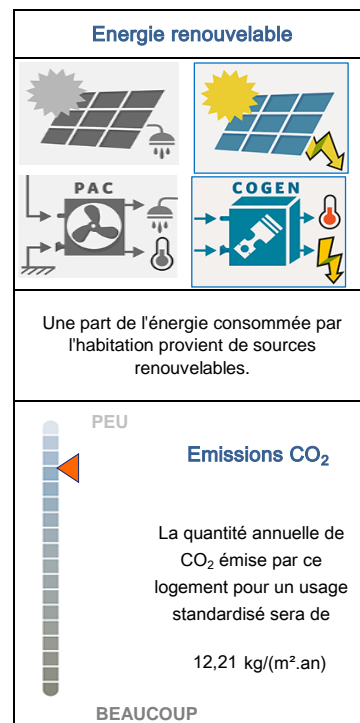 Energie renouvelable
PAC
COGEN
Une part de l'énergie consommée par
l'habitation provient de sources
renouvelables.
PEU
Emissions CO₂
La quantité annuelle de
CO₂ émise par ce
logement pour un usage
standardisé sera de
12,21 kg/(m².an)
BEAUCOUP